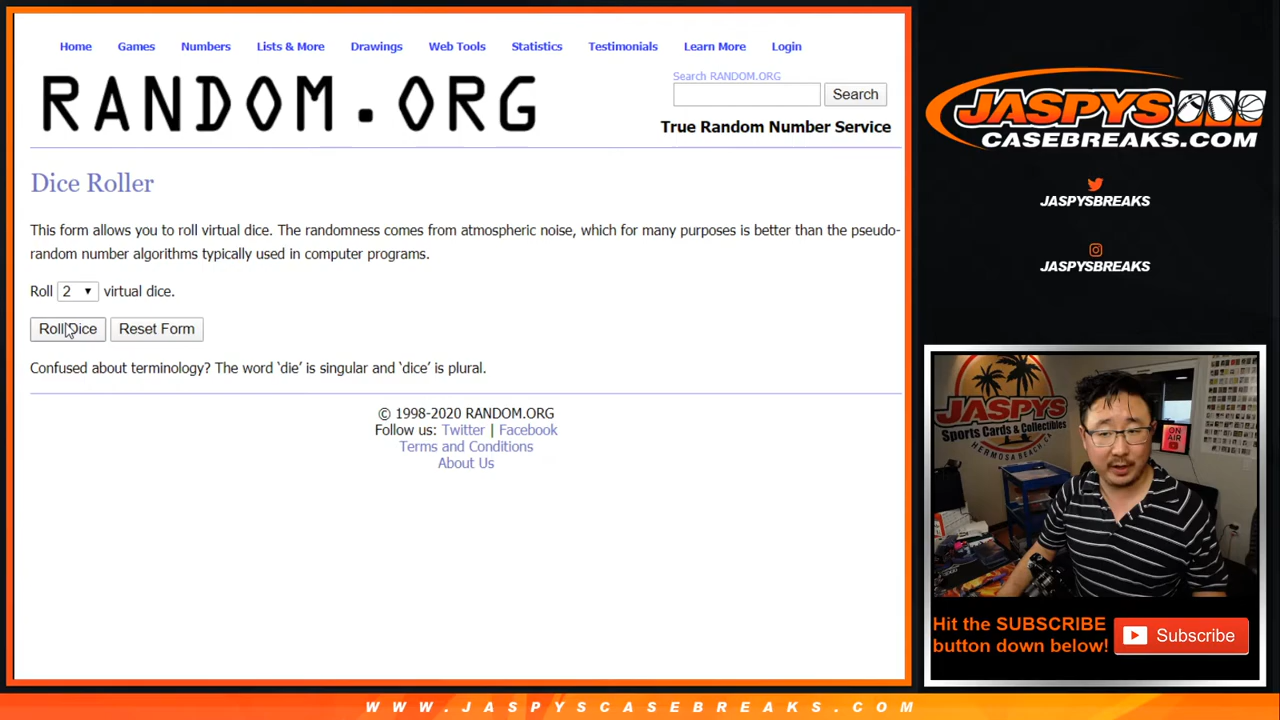 Home Games Numbers Lists & More Drawings Web Tools Statistics Testimonials Learn More Login
RANDOM.ORG
Search RANDOM.ORG
Search
True Random Number Service
Dice Roller
This form allows you to roll virtual dice. The randomness comes from atmospheric noise, which for many purposes is better than the pseudo-
random number algorithms typically used in computer programs.
Roll 2 virtual dice.
Roll Dice Reset Form
Confused about terminology? The word ‘die’ is singular and ‘dice’ is plural.
© 1998-2020 RANDOM.ORG
Follow us: Twitter | Facebook
Terms and Conditions
About Us
JASPYS
CASEBREAKS.COM
JASPYSBREAKS
JASPYSBREAKS
JASPYS
Sports Cards & Collectibles
HERMOSA BEACH, CA
ON AIR
Hit the SUBSCRIBE
button down below!
Subscribe
WWW.JASPYSCASEBREAKS.COM